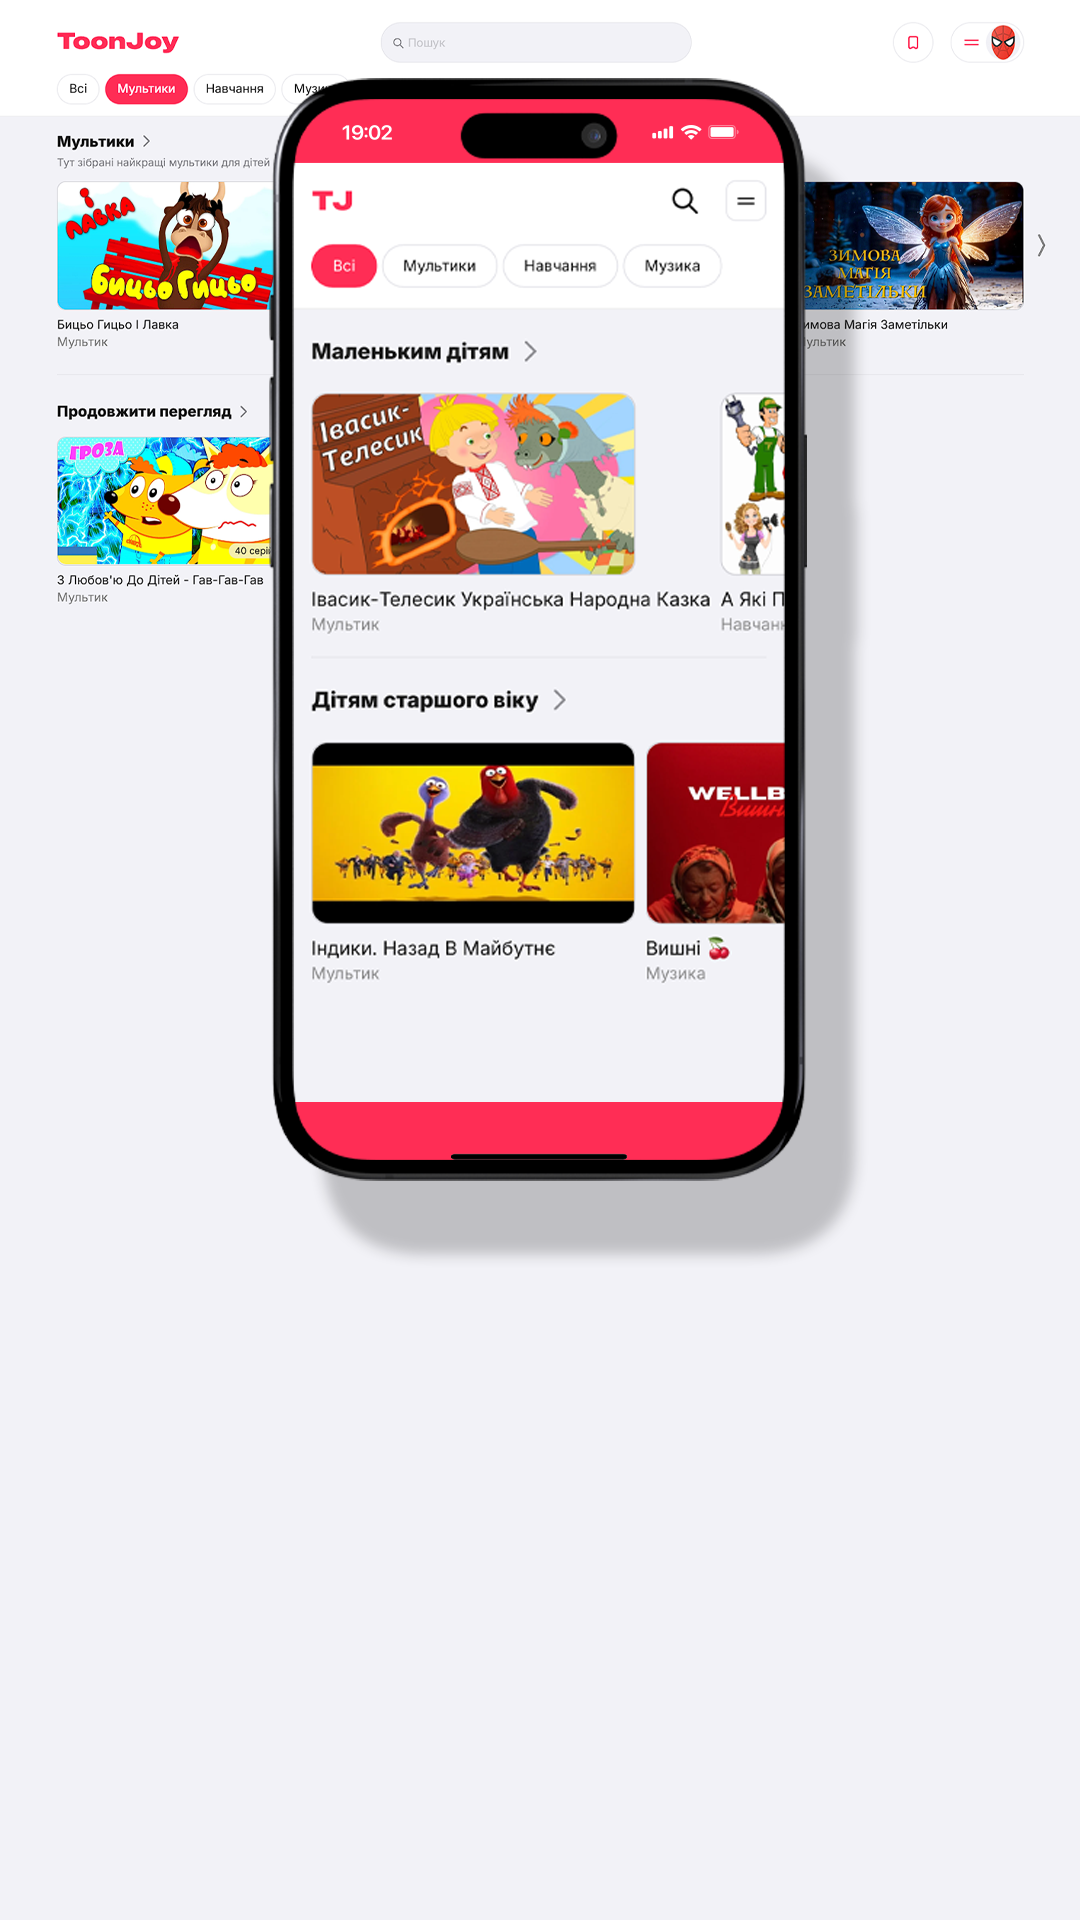 ToonJoy
Пошук
Всі
Мультики
Навчання
Музи
Мультики
Тут зібрані найкращі мультики для дітей
І ЛАВКА
Бицьо Гицьо
Бицьо Гицьо І Лавка
Мультик
Продовжити перегляд
ГРОЗА
40 серій
З Любов'ю До Дітей - Гав-Гав-Гав
Мультик
19:02
TJ
Всі
Мультики
Навчання
Музика
Маленьким дітям
Івасик-
Телесик
Івасик-Телесик Українська Народна Казка
Мультик
А Які П
Навчан
Дітям старшого віку
WELLB
Вишн
Індики. Назад В Майбутнє
Мультик
Вишні 🍒
Музика
ЗИМОВА
МАГІЯ
ЗАМЕТІЛЬКИ
имова Магія Заметільки
ультик